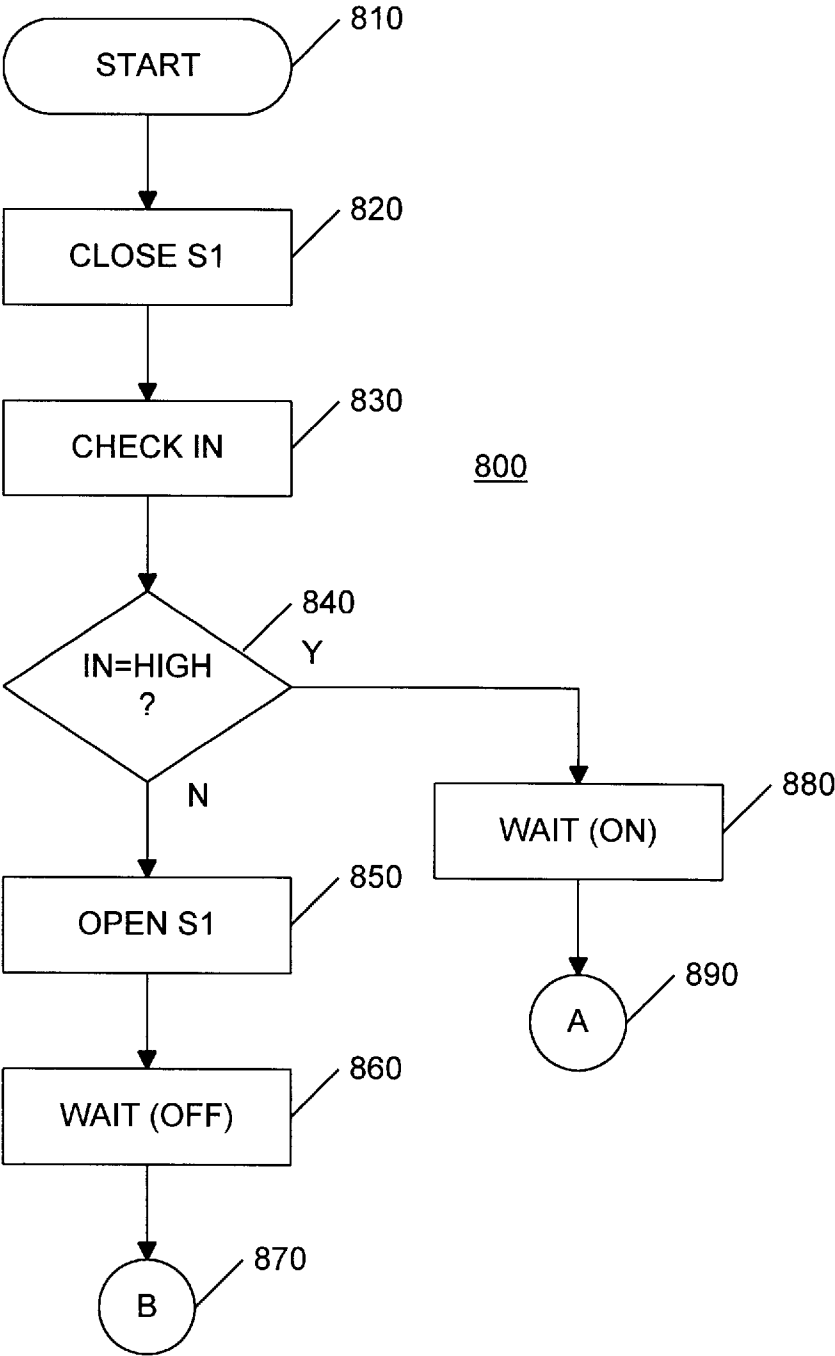 810
START
820
CLOSE S1
830
CHECK IN
800
840
IN=HIGH
?
Y
N
880
WAIT (ON)
850
OPEN S1
890
A
860
WAIT (OFF)
870
B